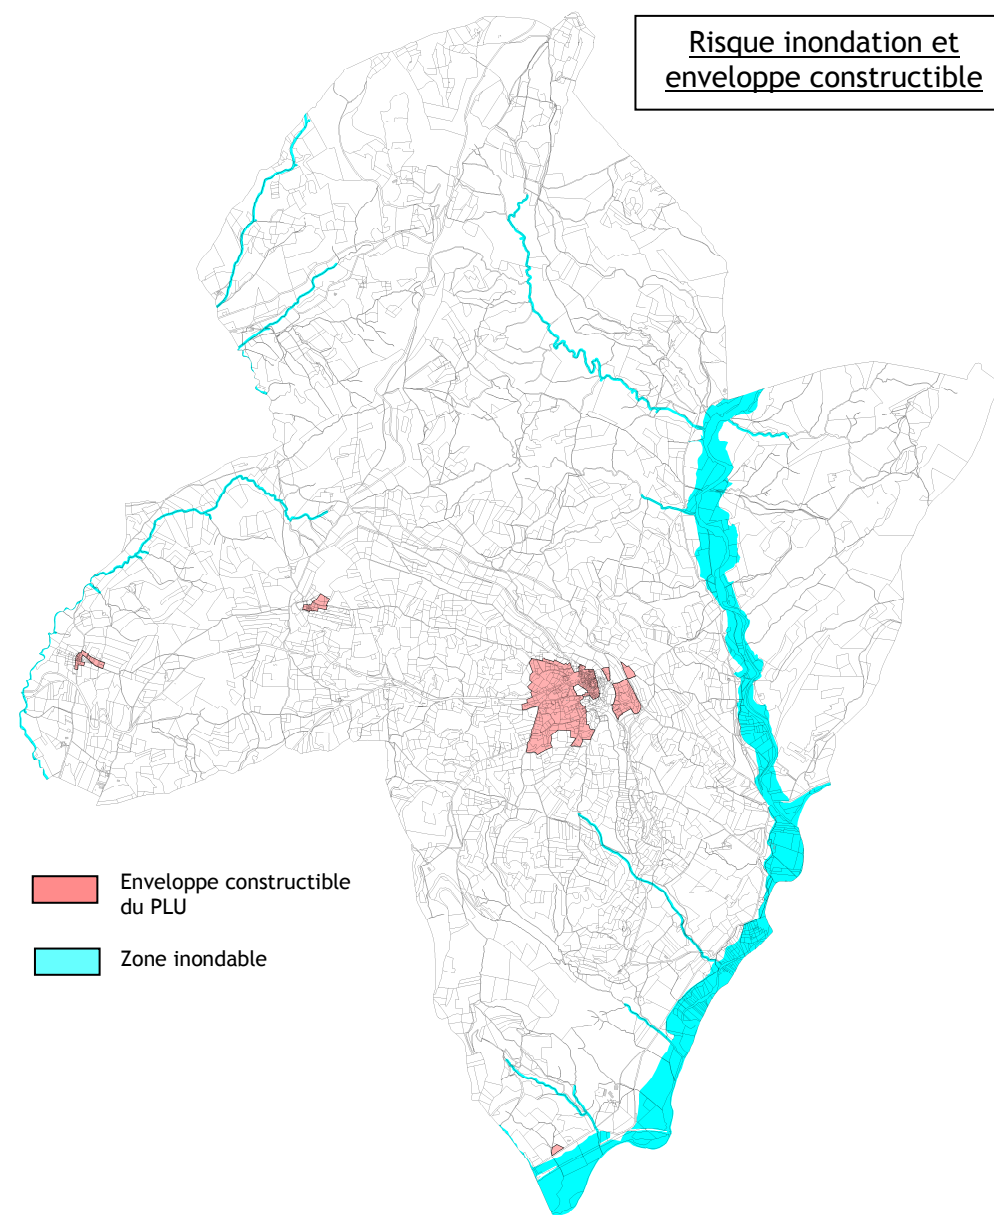 Risque inondation et
enveloppe constructible
Enveloppe constructible
du PLU
Zone inondable